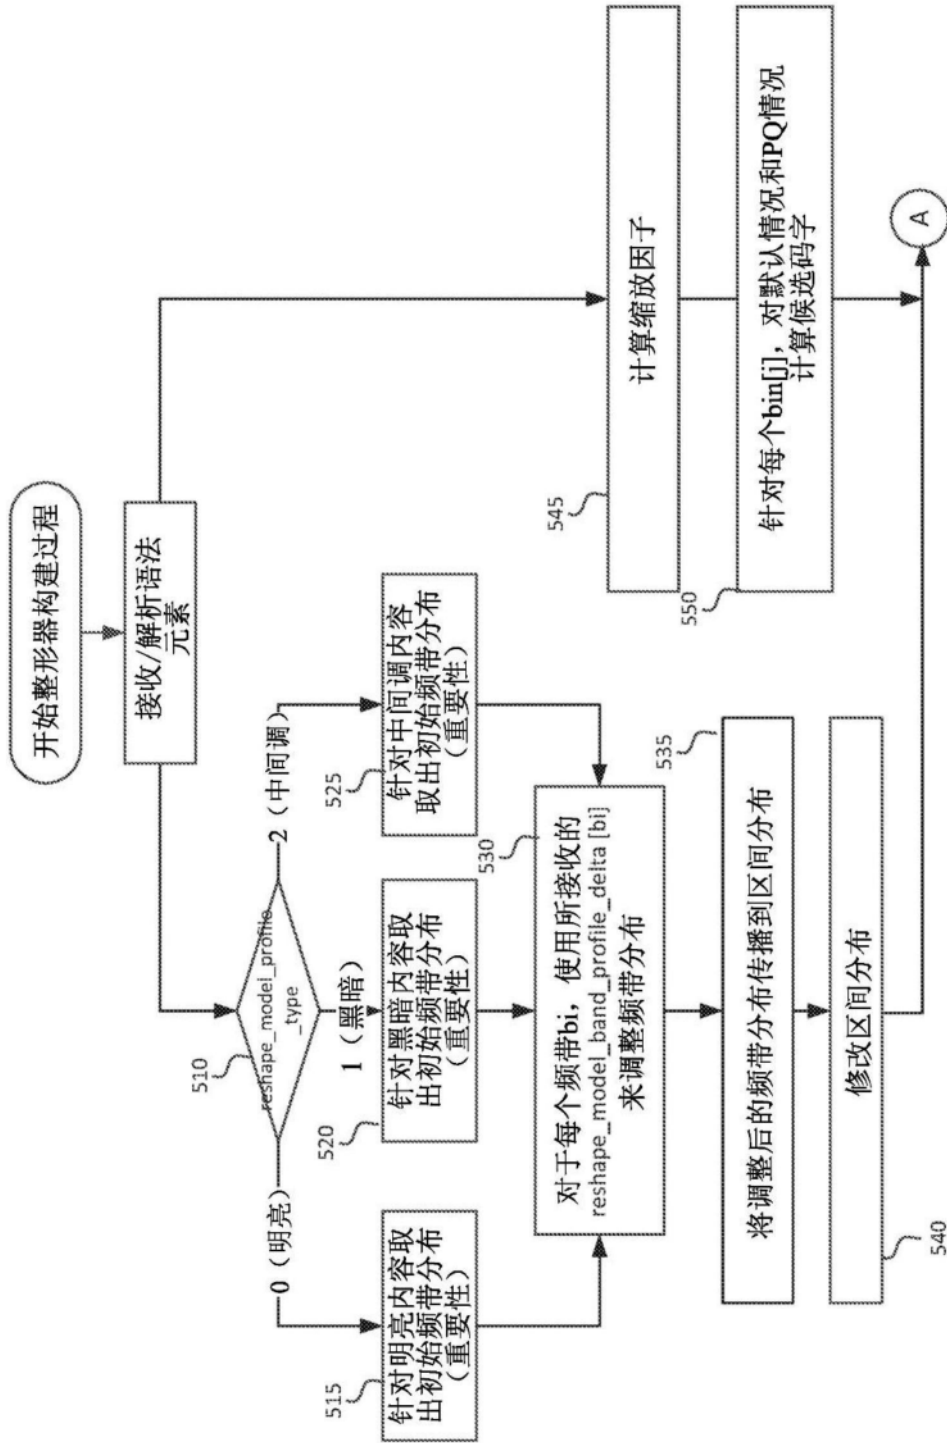 开始整形器构建过程
接收/解析语法
元素
510
reshape_model_profile
_type
0（明亮）
1（黑暗）
2（中间调）
515
针对明亮内容取
出初始频带分布
（重要性）
520
针对黑暗内容取
出初始频带分布
（重要性）
525
针对中间调内容
取出初始频带分布
（重要性）
530
对于每个频带bi，使用所接收的
reshape_model_band_profile_delta [bi]
来调整频带分布
535
将调整后的频带分布传播到区间分布
540
修改区间分布
545
计算缩放因子
550
针对每个bin[j]，对默认情况和PQ情况
计算候选码字
A